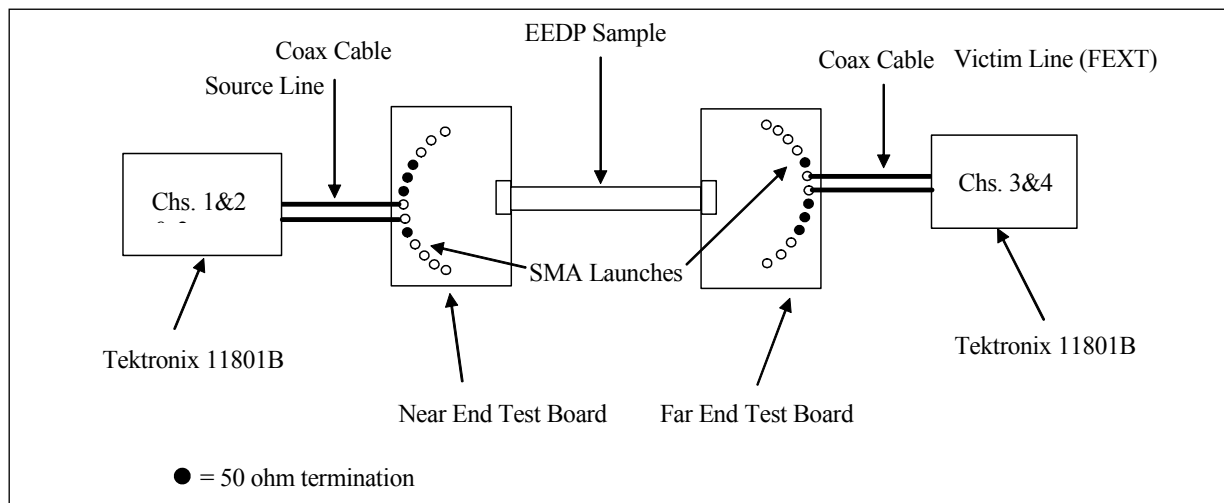 EEDP Sample
Coax Cable
Source Line
Coax Cable Victim Line (FEXT)
Chs. 1&2
Chs. 3&4
SMA Launches
Tektronix 11801B
Tektronix 11801B
Near End Test Board
Far End Test Board
= 50 ohm termination